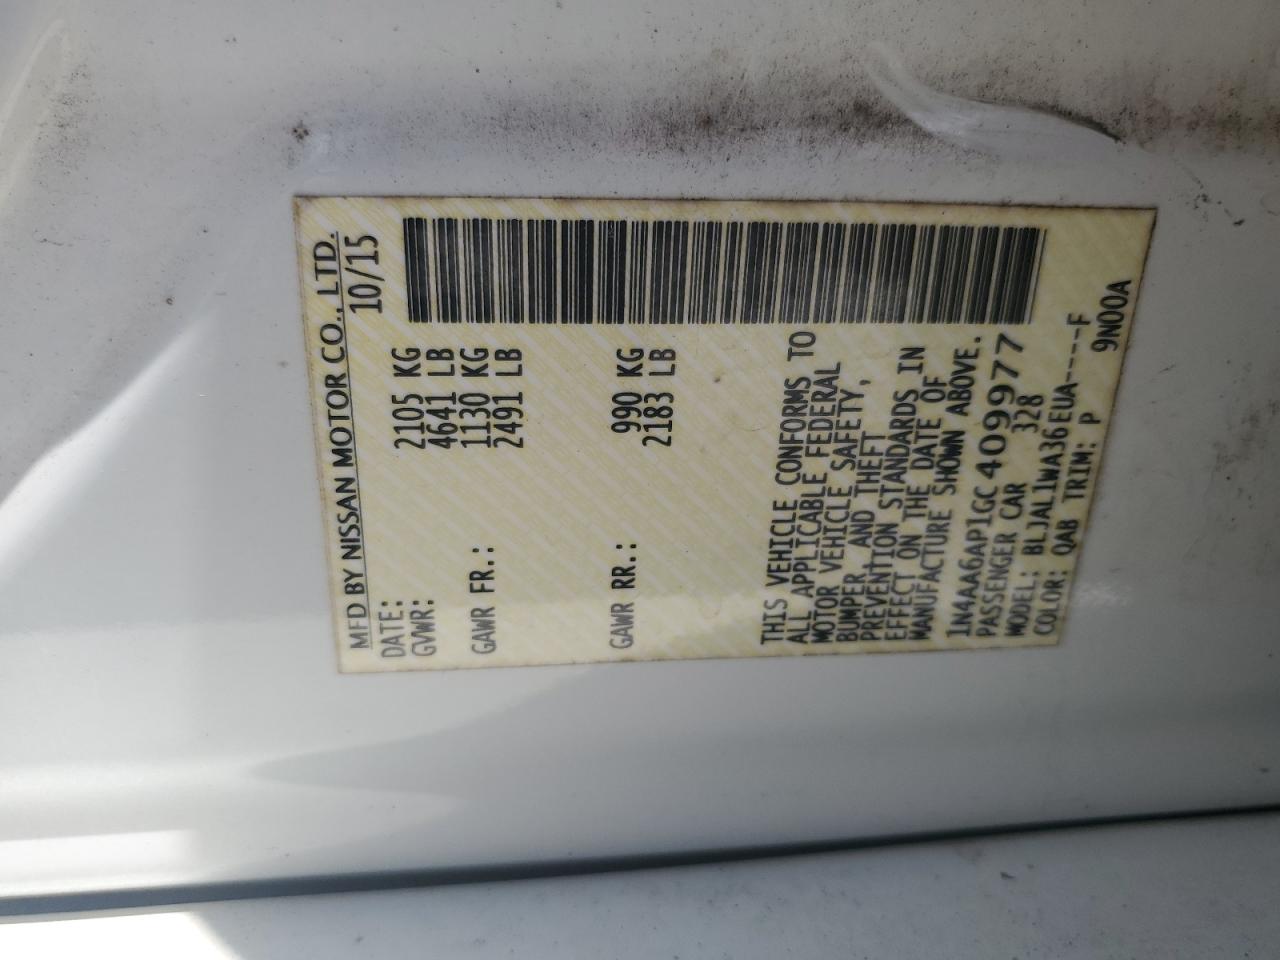 MFD BY NISSAN MOTOR CO., LTD.
DATE: 10/15
GVWR: 2105 KG
4641 LB
GAWR FR.: 1130 KG
2491 LB
GAWR RR.: 990 KG
2183 LB
THIS VEHICLE CONFORMS TO
ALL APPLICABLE FEDERAL
MOTOR VEHICLE SAFETY,
BUMPER AND THEFT
PREVENTION STANDARDS IN
EFFECT ON THE DATE OF
MANUFACTURE SHOWN ABOVE.
1N4AA6AP1GC409977
PASSENGER CAR 328
MODEL: BLJAL1WA36EUA-----F
COLOR: QAB TRIM: P 9N00A